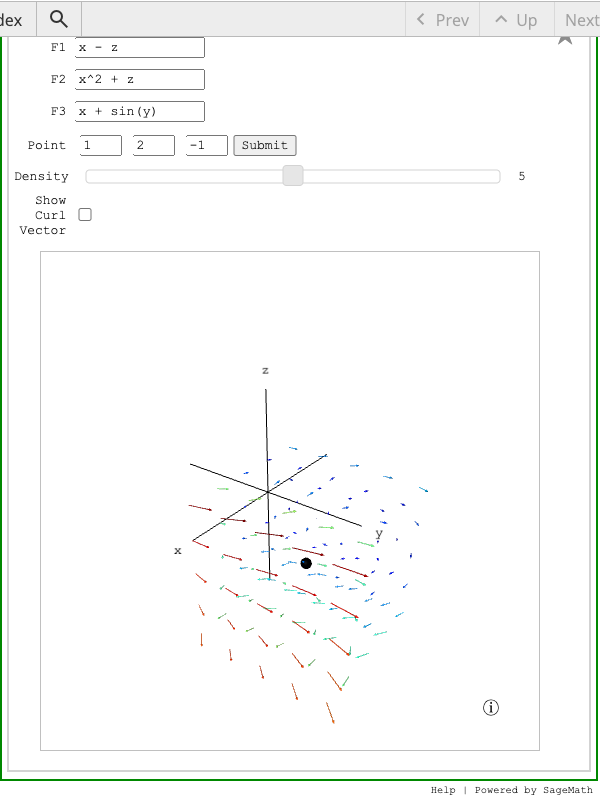 dex Prev Up Next
F1 x - z
F2 x^2 + z
F3 x + sin(y)
Point 1 2 -1 Submit
Density 5
Show
Curl
Vector
z
y
x
Help | Powered by SageMath